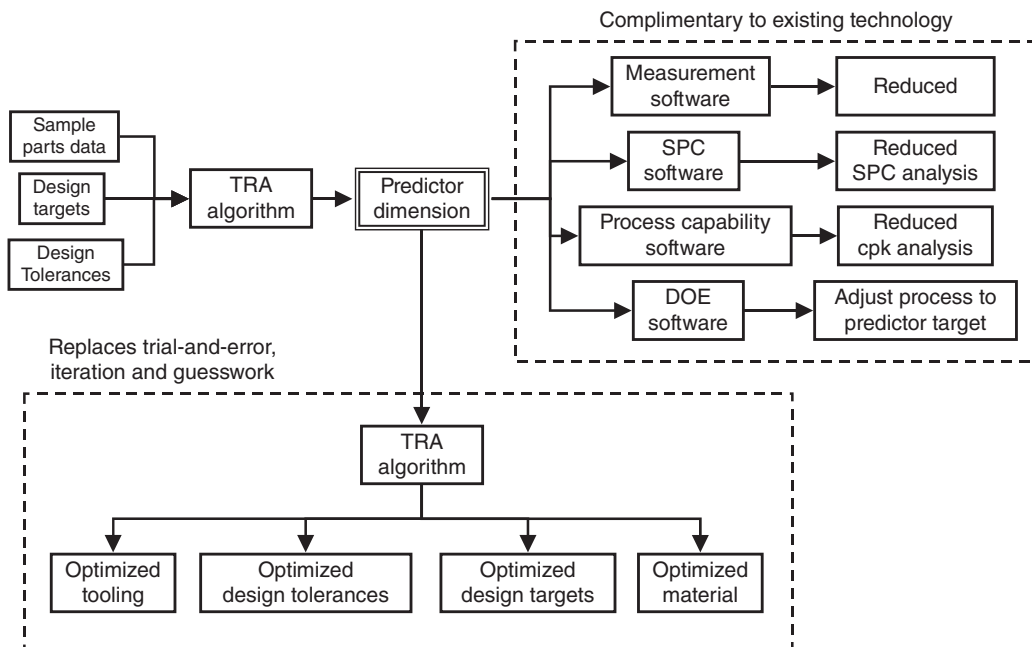 Complimentary to existing technology
Measurement
software
Reduced
Sample
parts data
SPC
software
Reduced
SPC analysis
Design
targets
TRA
algorithm
Predictor
dimension
Process capability
software
Reduced
cpk analysis
Design
Tolerances
DOE
software
Adjust process to
predictor target
Replaces trial-and-error,
iteration and guesswork
TRA
algorithm
Optimized
tooling
Optimized
design tolerances
Optimized
design targets
Optimized
material